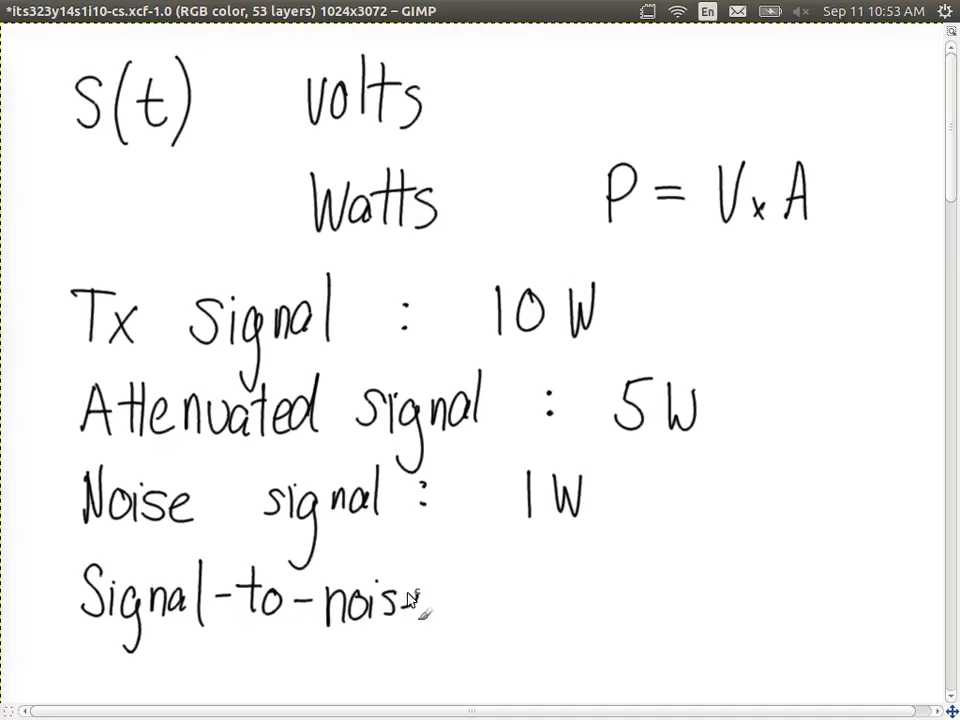 *its323y14s1i10-cs.xcf-1.0 (RGB color, 53 layers) 1024x3072 – GIMP En Sep 11 10:53 AM
S(t) volts
Watts P = V x A
Tx signal : 10 W
Attenuated signal : 5 W
Noise signal : 1 W
Signal-to-nois